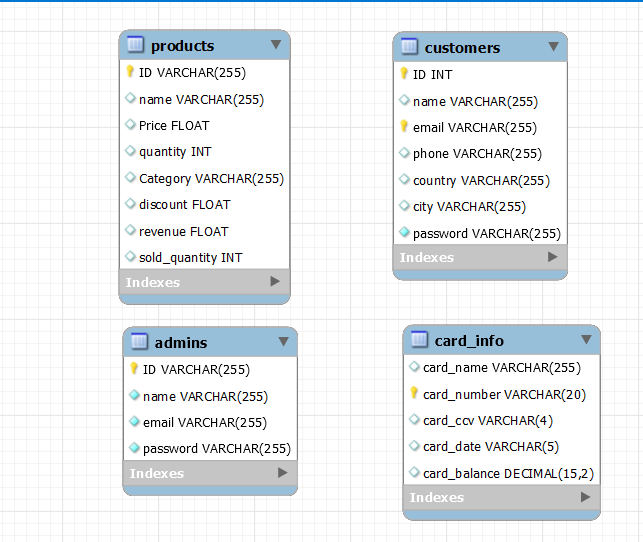 products
ID VARCHAR(255)
name VARCHAR(255)
Price FLOAT
quantity INT
Category VARCHAR(255)
discount FLOAT
revenue FLOAT
sold_quantity INT
Indexes
customers
ID INT
name VARCHAR(255)
email VARCHAR(255)
phone VARCHAR(255)
country VARCHAR(255)
city VARCHAR(255)
password VARCHAR(255)
Indexes
admins
ID VARCHAR(255)
name VARCHAR(255)
email VARCHAR(255)
password VARCHAR(255)
Indexes
card_info
card_name VARCHAR(255)
card_number VARCHAR(20)
card_ccv VARCHAR(4)
card_date VARCHAR(5)
card_balance DECIMAL(15,2)
Indexes